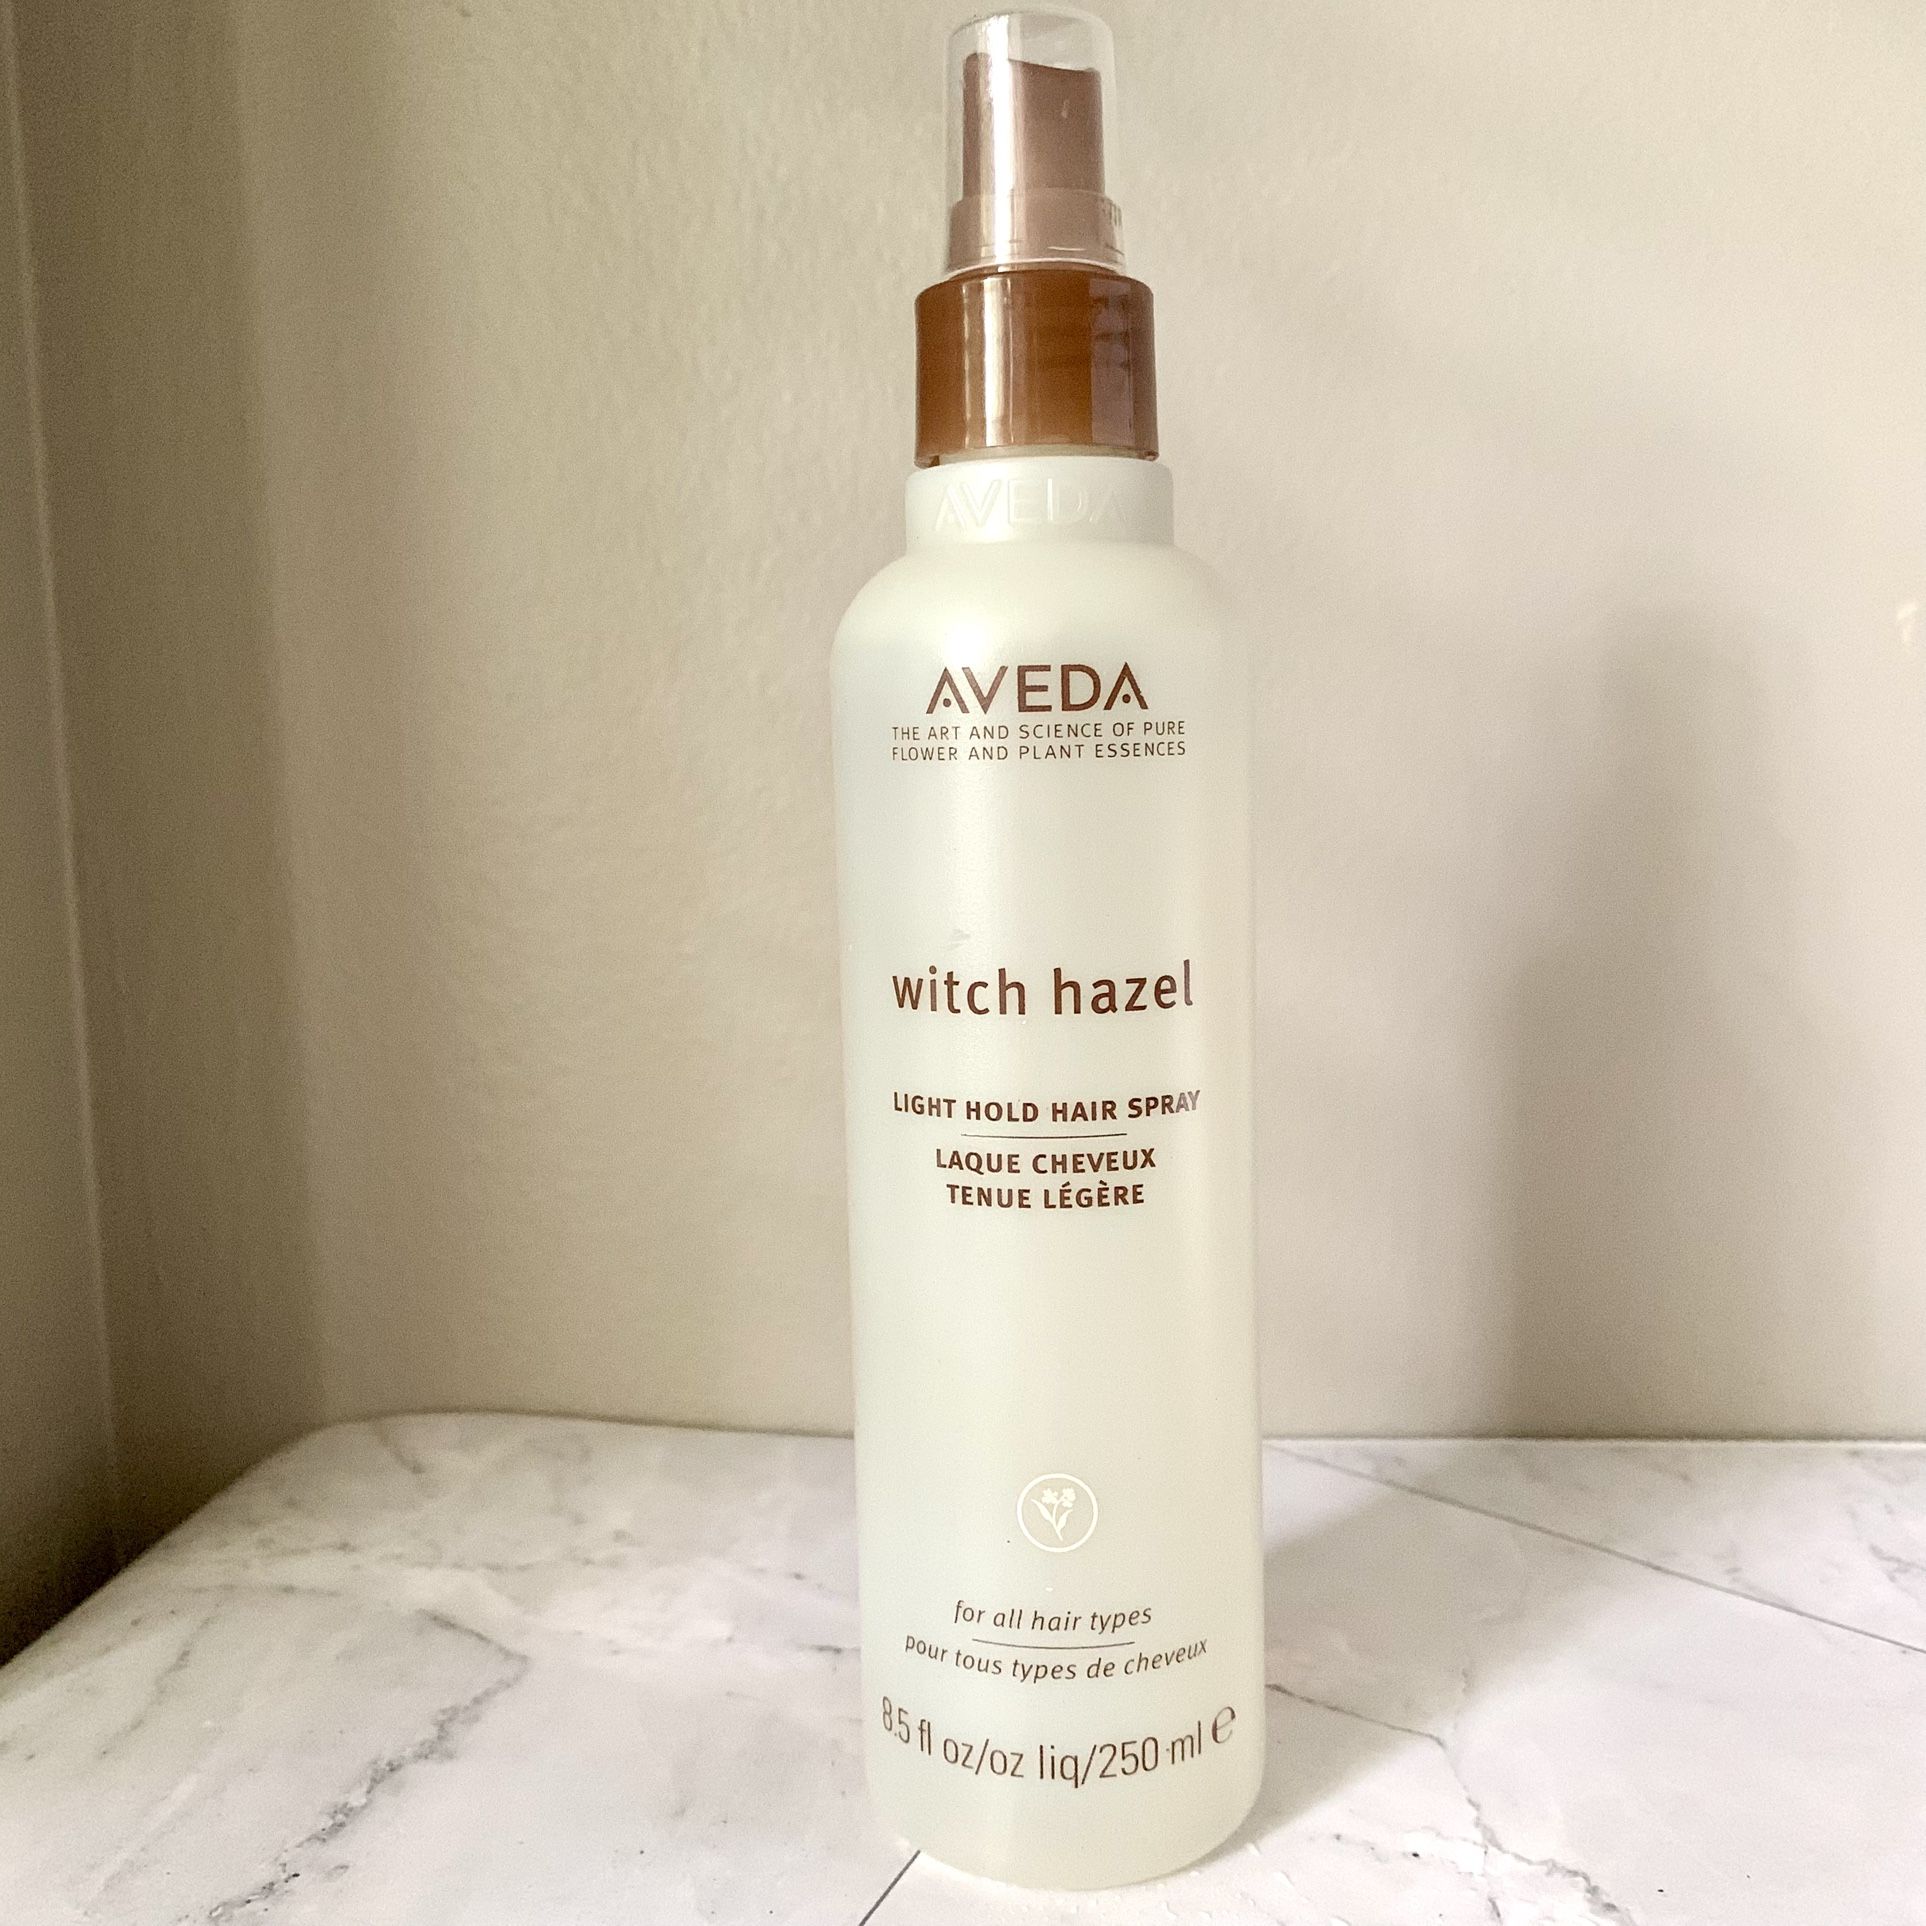 AVEDA
AVEDA
THE ART AND SCIENCE OF PURE
FLOWER AND PLANT ESSENCES
witch hazel
LIGHT HOLD HAIR SPRAY
LAQUE CHEVEUX
TENUE LÉGÈRE
for all hair types
pour tous types de cheveux
8.5 fl oz/oz liq/250 ml ℮